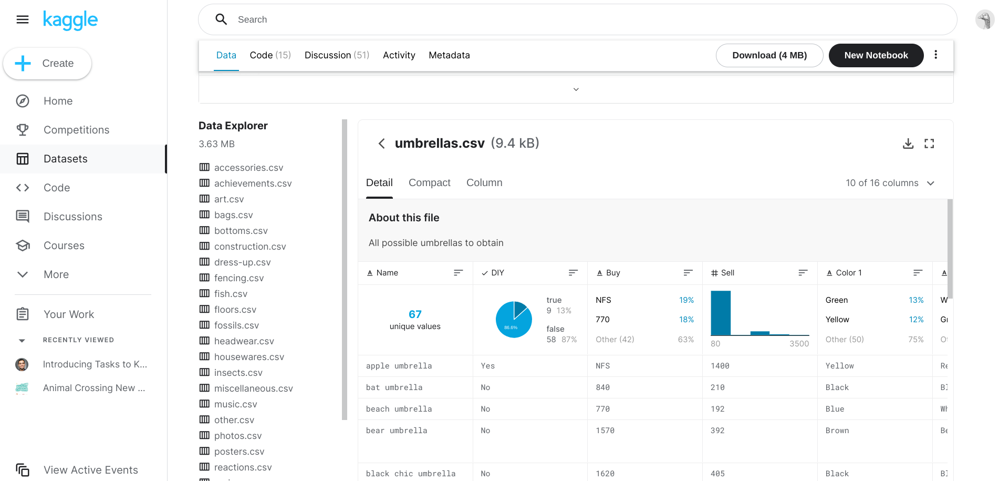 kaggle
Search
Create
Data
Code (15)
Discussion (51)
Activity
Metadata
Download (4 MB)
New Notebook
Home
Competitions
Datasets
Code
Discussions
Courses
More
Your Work
RECENTLY VIEWED
Introducing Tasks to K...
Animal Crossing New ...
View Active Events
Data Explorer
3.63 MB
accessories.csv
achievements.csv
art.csv
bags.csv
bottoms.csv
construction.csv
dress-up.csv
fencing.csv
fish.csv
floors.csv
fossils.csv
headwear.csv
housewares.csv
insects.csv
miscellaneous.csv
music.csv
other.csv
photos.csv
posters.csv
reactions.csv
umbrellas.csv (9.4 kB)
Detail
Compact
Column
10 of 16 columns
About this file
All possible umbrellas to obtain
Name
DIY
Buy
Sell
Color 1
67
unique values
86.6%
true
9 13%
false
58 87%
NFS 19%
770 18%
Other (42) 63%
80 3500
Green 13%
Yellow 12%
Other (50) 75%
apple umbrella Yes NFS 1400 Yellow
bat umbrella No 840 210 Black
beach umbrella No 770 192 Blue
bear umbrella No 1570 392 Brown
black chic umbrella No 1620 405 Black